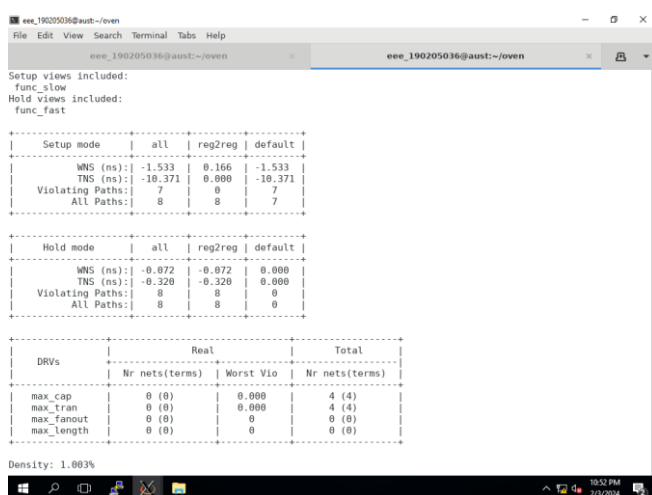 eee_190205036@aust:~/oven
File Edit View Search Terminal Tabs Help
eee_190205036@aust:~/oven × eee_190205036@aust:~/oven ×
Setup views included:
func_slow
Hold views included:
func_fast
+--------------------+---------+---------+---------+
| Setup mode | all | reg2reg | default |
+--------------------+---------+---------+---------+
| WNS (ns):| -1.533 | 0.166 | -1.533 |
| TNS (ns):| -10.371 | 0.000 | -10.371 |
| Violating Paths:| 7 | 0 | 7 |
| All Paths:| 8 | 8 | 7 |
+--------------------+---------+---------+---------+
+--------------------+---------+---------+---------+
| Hold mode | all | reg2reg | default |
+--------------------+---------+---------+---------+
| WNS (ns):| -0.072 | -0.072 | 0.000 |
| TNS (ns):| -0.320 | -0.320 | 0.000 |
| Violating Paths:| 8 | 8 | 0 |
| All Paths:| 8 | 8 | 0 |
+--------------------+---------+---------+---------+
+----------------+-------------------------------+------------------+
| | Real | Total |
| DRVs +------------------+------------+------------------|
| | Nr nets(terms) | Worst Vio | Nr nets(terms) |
+----------------+------------------+------------+------------------+
| max_cap | 0 (0) | 0.000 | 4 (4) |
| max_tran | 0 (0) | 0.000 | 4 (4) |
| max_fanout | 0 (0) | 0 | 0 (0) |
| max_length | 0 (0) | 0 | 0 (0) |
+----------------+------------------+------------+------------------+
Density: 1.003%
10:52 PM
2/3/2024